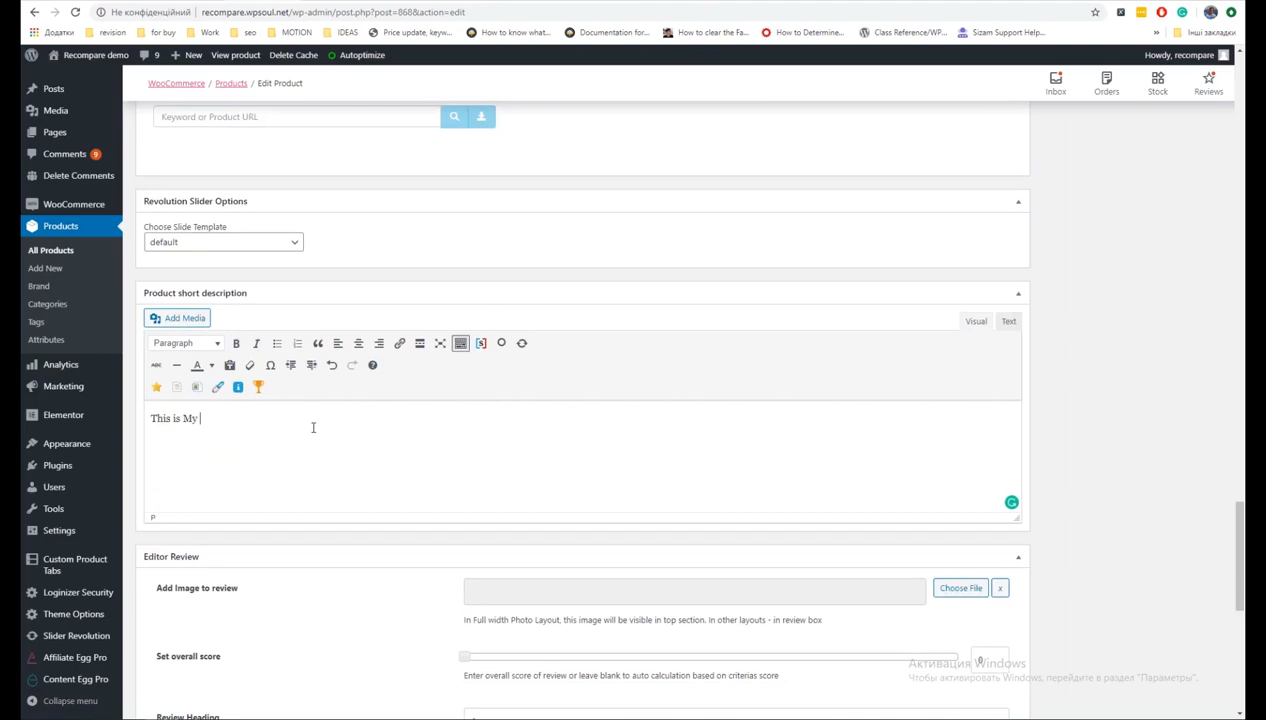 Не конфіденційний recompare.wpsoul.net/wp-admin/post.php?post=868&action=edit
Додатки revision for buy Work seo MOTION IDEAS Price update, keyw... How to know what... Documentation for... How to clear the Fa... How to Determine... Class Reference/WP... Sizam Support Help... » Інші закладки
Recompare demo 9 New View product Delete Cache Autoptimize Howdy, recompare
WooCommerce / Products / Edit Product
Inbox Orders Stock Reviews
Posts
Media
Pages
Comments 9
Delete Comments
WooCommerce
Products
All Products
Add New
Brand
Categories
Tags
Attributes
Analytics
Marketing
Elementor
Appearance
Plugins
Users
Tools
Settings
Custom Product
Tabs
Loginizer Security
Theme Options
Slider Revolution
Affiliate Egg Pro
Content Egg Pro
Collapse menu
Keyword or Product URL
Revolution Slider Options
Choose Slide Template
default
Product short description
Add Media
Visual Text
Paragraph
ABC
This is My
P
Editor Review
Add Image to review
Choose File x
In Full width Photo Layout, this image will be visible in top section. In other layouts - in review box
Set overall score
0
Enter overall score of review or leave blank to auto calculation based on criterias score
Review Heading
Активация Windows
Чтобы активировать Windows, перейдите в раздел "Параметры".